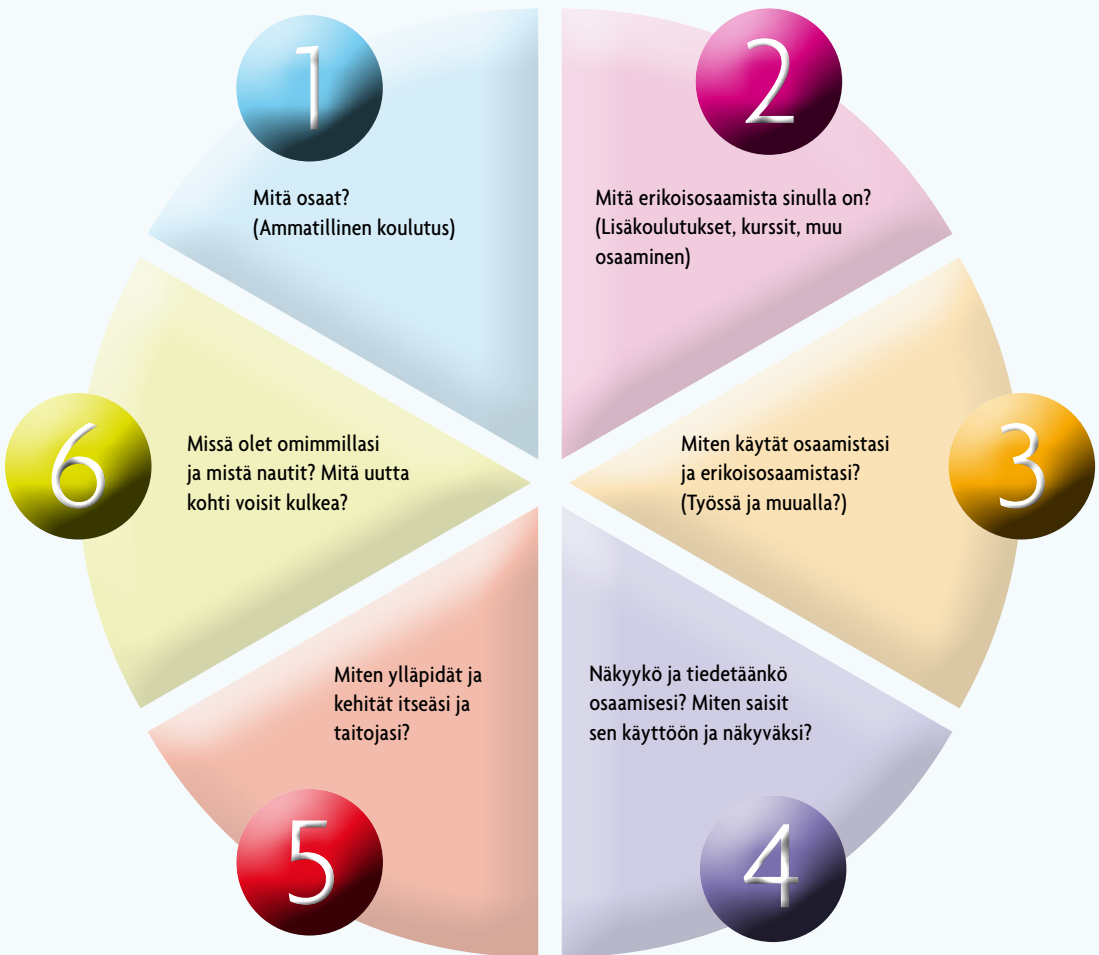 1
Mitä osaat?
(Ammatillinen koulutus)
2
Mitä erikoisosaamista sinulla on?
(Lisäkoulutukset, kurssit, muu
osaaminen)
3
Miten käytät osaamistasi
ja erikoisosaamistasi?
(Työssä ja muualla?)
4
Näkyykö ja tiedetäänkö
osaamisesi? Miten saisit
sen käyttöön ja näkyväksi?
5
Miten ylläpidät ja
kehität itseäsi ja
taitojasi?
6
Missä olet omimmillasi
ja mistä nautit? Mitä uutta
kohti voisit kulkea?